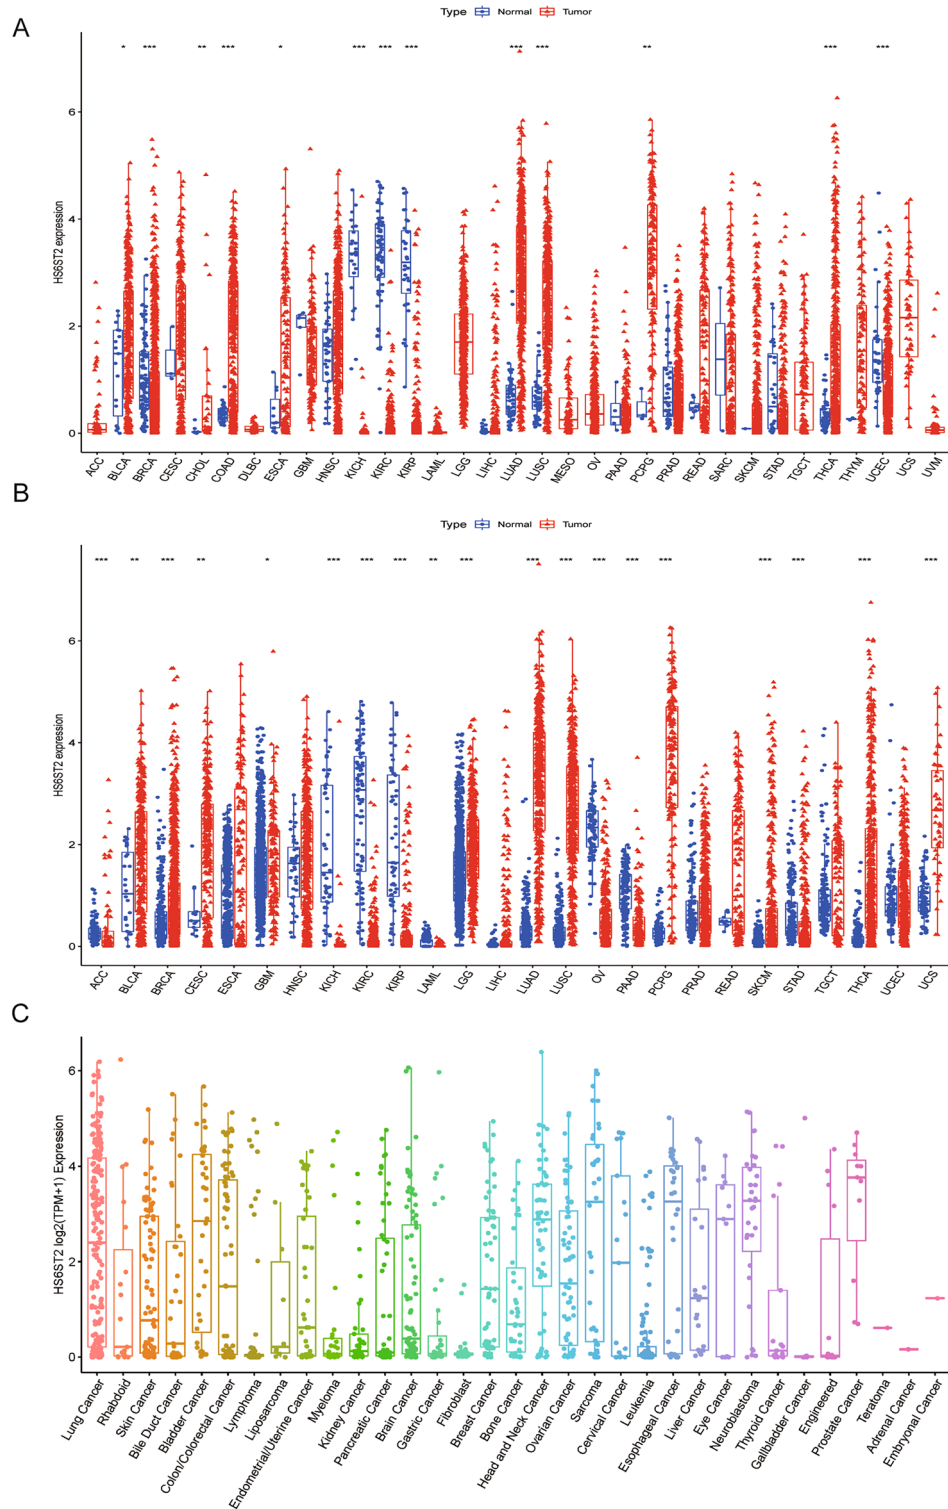 A
Type Normal Tumor
* *** ** *** * *** *** *** *** *** ** *** ***
HS6ST2 expression
6
4
2
0
ACC BLCA BRCA CESC CHOL COAD DLBC ESCA GBM HNSC KICH KIRC KIRP LAML LGG LIHC LUAD LUSC MESO OV PAAD PCPG PRAD READ SARC SKCM STAD TGCT THCA THYM UCEC UCS UVM
B
Type Normal Tumor
*** ** *** ** * *** *** *** ** *** *** *** *** *** *** *** *** *** ***
HS6ST2 expression
6
4
2
0
ACC BLCA BRCA CESC ESCA GBM HNSC KICH KIRC KIRP LAML LGG LIHC LUAD LUSC OV PAAD PCPG PRAD READ SKCM STAD TGCT THCA UCEC UCS
C
HS6ST2 log2(TPM+1) Expression
6
4
2
0
Lung Cancer
Rhabdoid
Skin Cancer
Bile Duct Cancer
Bladder Cancer
Colon/Colorectal Cancer
Lymphoma
Liposarcoma
Endometrial/Uterine Cancer
Myeloma
Kidney Cancer
Pancreatic Cancer
Brain Cancer
Gastric Cancer
Fibroblast
Breast Cancer
Bone Cancer
Head and Neck Cancer
Ovarian Cancer
Sarcoma
Cervical Cancer
Leukemia
Esophageal Cancer
Liver Cancer
Eye Cancer
Neuroblastoma
Thyroid Cancer
Gallbladder Cancer
Engineered
Prostate Cancer
Teratoma
Adrenal Cancer
Embryonal Cancer